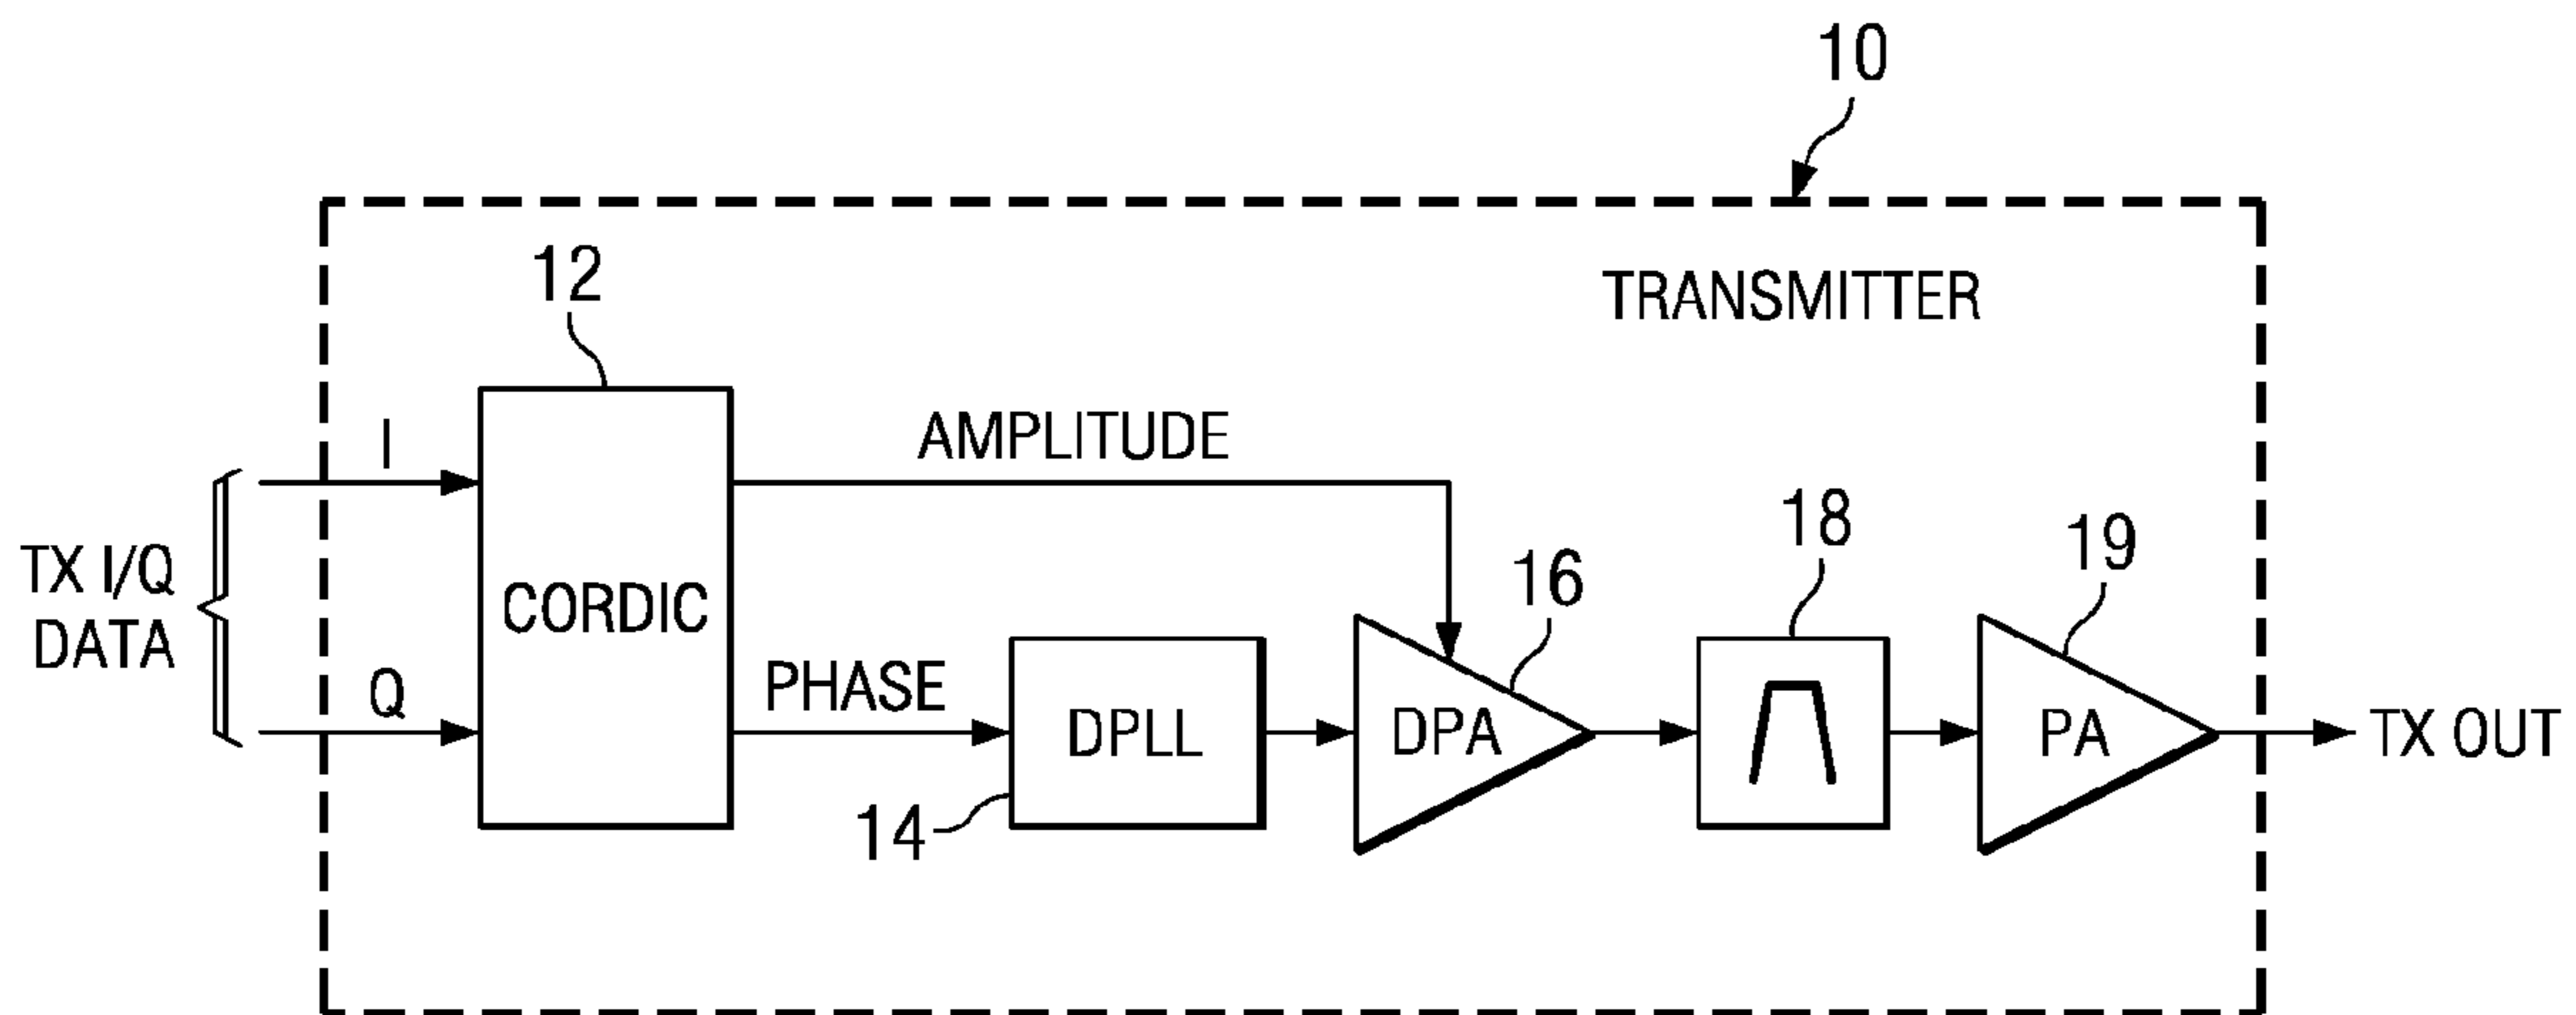 10
TRANSMITTER
12
I
AMPLITUDE
18
19
TX I/Q
DATA
CORDIC
16
Q
PHASE
DPLL
DPA
PA
TX OUT
14